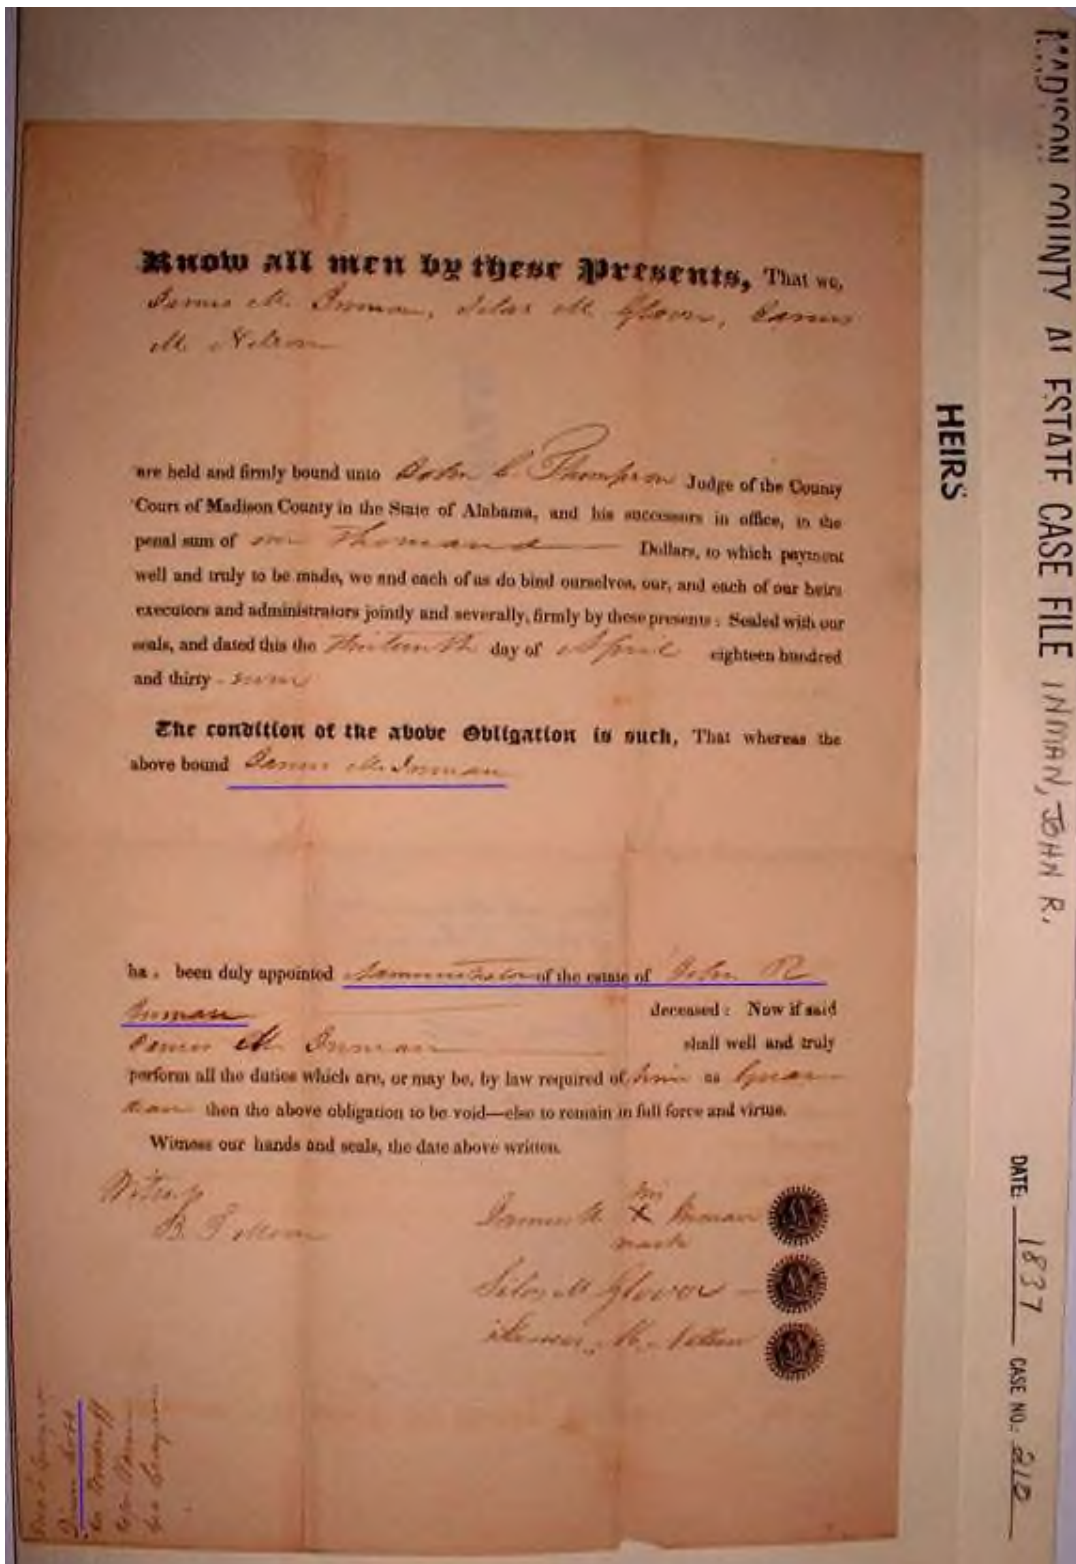 Know all men by these Presents, That we,
James M. Inman, Silas M. Glover, James
M. Nelson
are held and firmly bound unto John C Thompson Judge of the County
Court of Madison County in the State of Alabama, and his successors in office, in the
penal sum of one Thousand Dollars, to which payment
well and truly to be made, we and each of us do bind ourselves, our, and each of our heirs
executors and administrators jointly and severally, firmly by these presents: Sealed with our
seals, and dated this the day of April eighteen hundred
and thirty-seven
The condition of the above Obligation is such, That whereas the
above bound James M. Inman
ha. been duly appointed of the estate of John R
Inman deceased: Now if said
James M. Inman shall well and truly
perform all the duties which are, or may be, by law required of him as
then the above obligation to be void—else to remain in full force and virtue.
Witness our hands and seals, the date above written.
Witness
James M. his X mark Inman
Silas M Glover
James M. Nelson
HEIRS
MADISON COUNTY Al ESTATE CASE FILE INMAN, JOHN R.
DATE: 1837 CASE NO.: 210